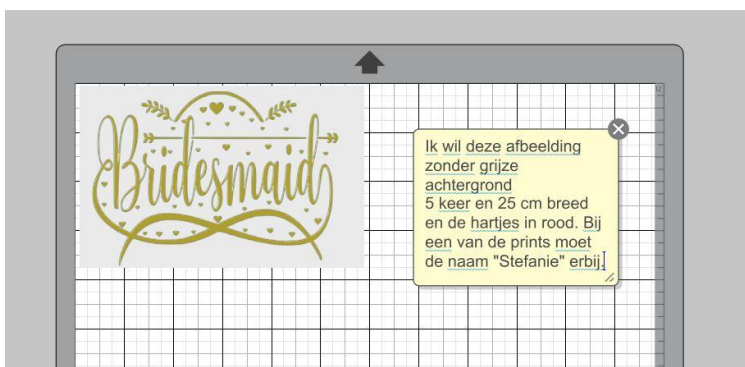 Bridesmaid
Ik wil deze afbeelding
zonder grijze
achtergrond
5 keer en 25 cm breed
en de hartjes in rood. Bij
een van de prints moet
de naam "Stefanie" erbij.
12